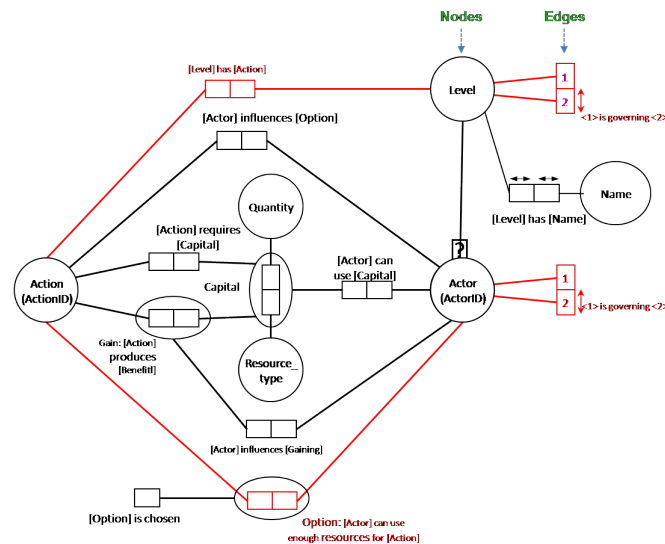 Nodes
Edges
[Level] has [Action]
Level
1
2
<1> is governing <2>
[Actor] influences [Option]
Name
[Level] has [Name]
Quantity
[Action] requires
[Capital]
[Actor] can
use [Capital]
?
Action
(ActionID)
Capital
Actor
(ActorID)
1
2
<1> is governing <2>
Gain: [Action]
produces
[Benefitl]
Resource_
type
[Actor] influences [Gaining]
[Option] is chosen
Option: [Actor] can use
enough resources for [Action]